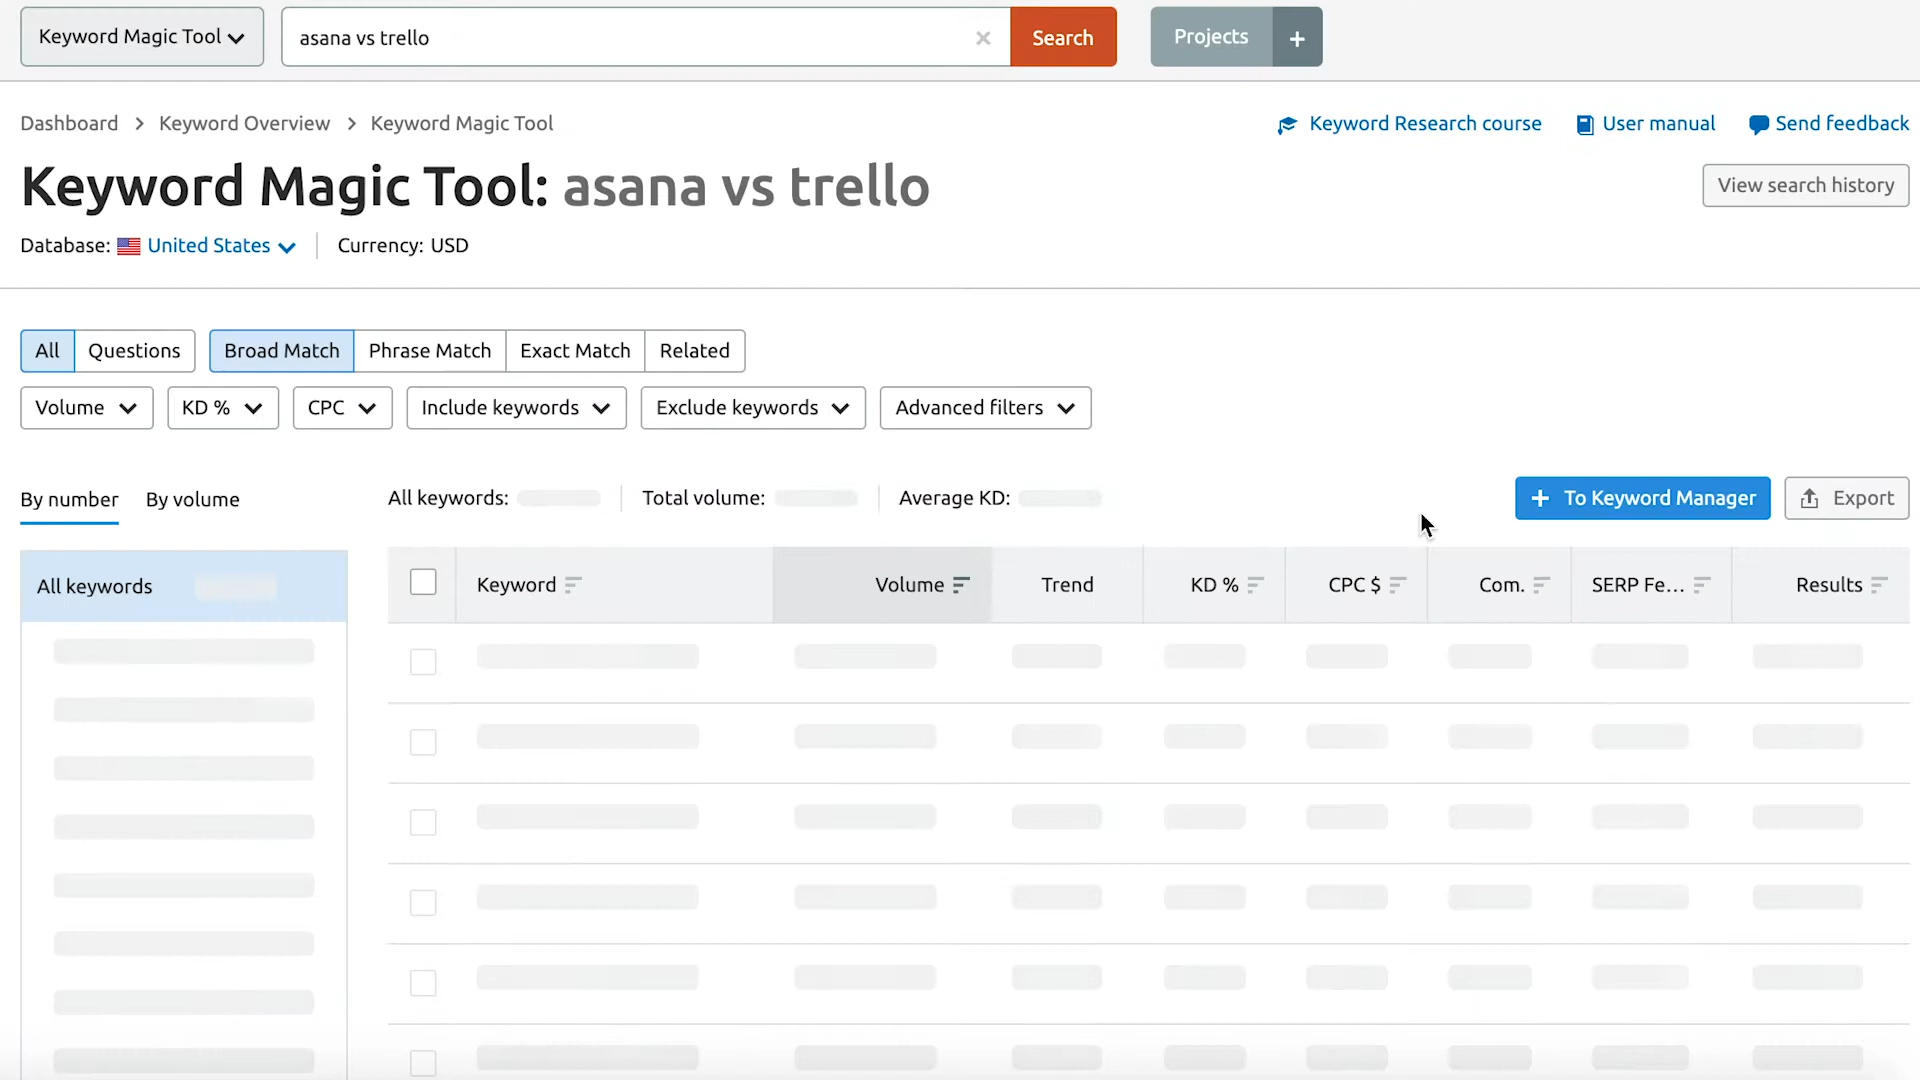 Keyword Magic Tool asana vs trello Search Projects +
Dashboard > Keyword Overview > Keyword Magic Tool Keyword Research course User manual Send feedback
Keyword Magic Tool: asana vs trello View search history
Database: United States Currency: USD
All Questions Broad Match Phrase Match Exact Match Related
Volume KD % CPC Include keywords Exclude keywords Advanced filters
By number By volume All keywords: Total volume: Average KD: + To Keyword Manager Export
All keywords Keyword Volume Trend KD % CPC $ Com. SERP Fe... Results